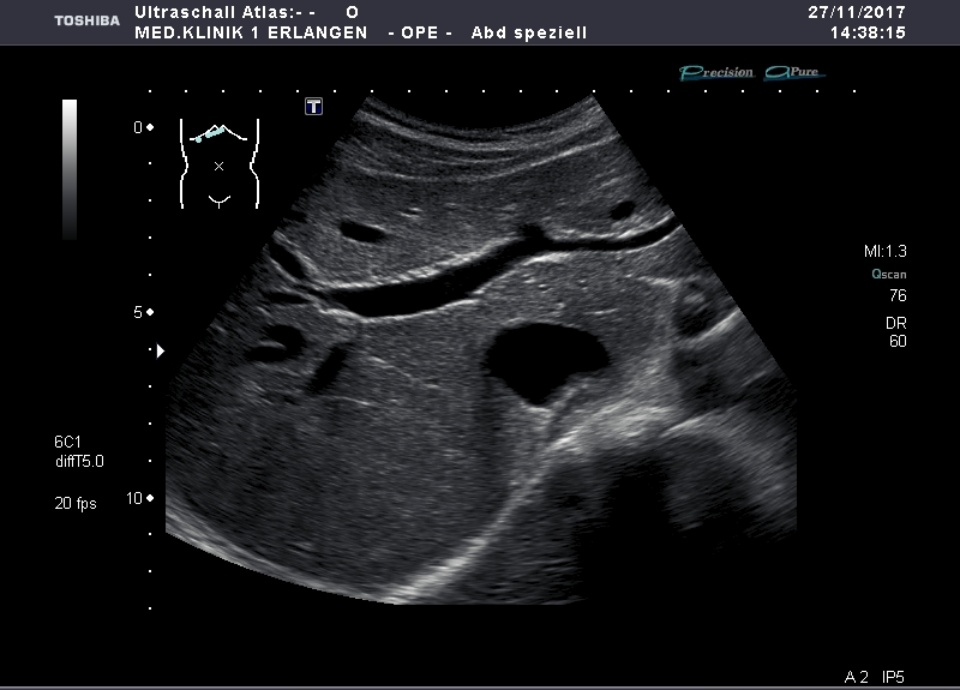 TOSHIBA
Ultraschall Atlas:- - O
27/11/2017
MED.KLINIK 1 ERLANGEN - OPE - Abd speziell
14:38:15
Precision APure
T
0
MI:1.3
Qscan
76
5
DR
60
6C1
diffT5.0
10
20 fps
A 2 IP5